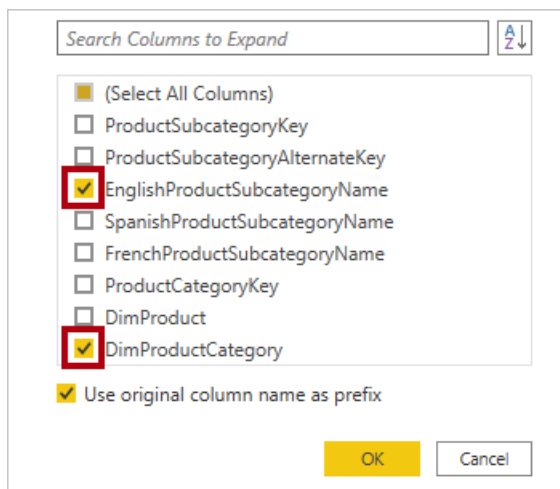 Search Columns to Expand
(Select All Columns)
ProductSubcategoryKey
ProductSubcategoryAlternateKey
EnglishProductSubcategoryName
SpanishProductSubcategoryName
FrenchProductSubcategoryName
ProductCategoryKey
DimProduct
DimProductCategory
Use original column name as prefix
OK Cancel